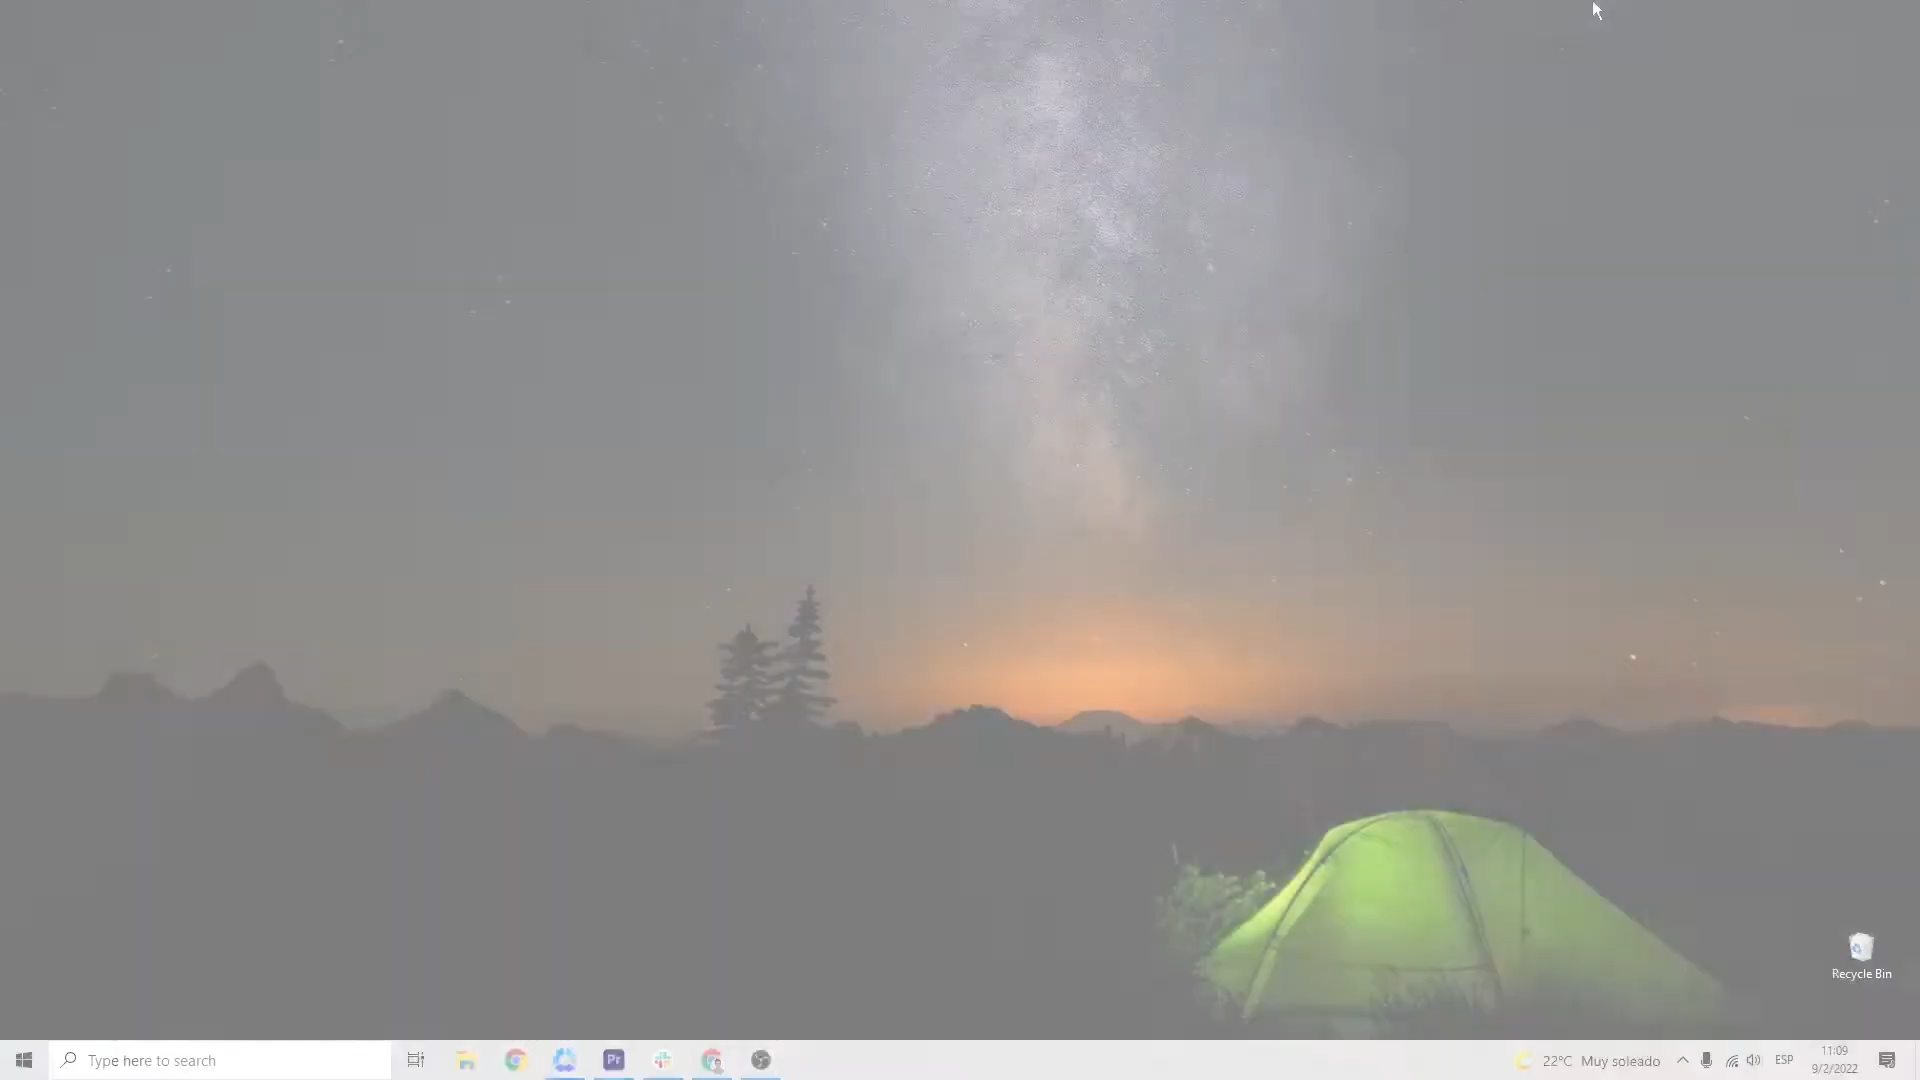 Recycle Bin
Type here to search
Pr
22°C Muy soleado
ESP
11:09
9/2/2022